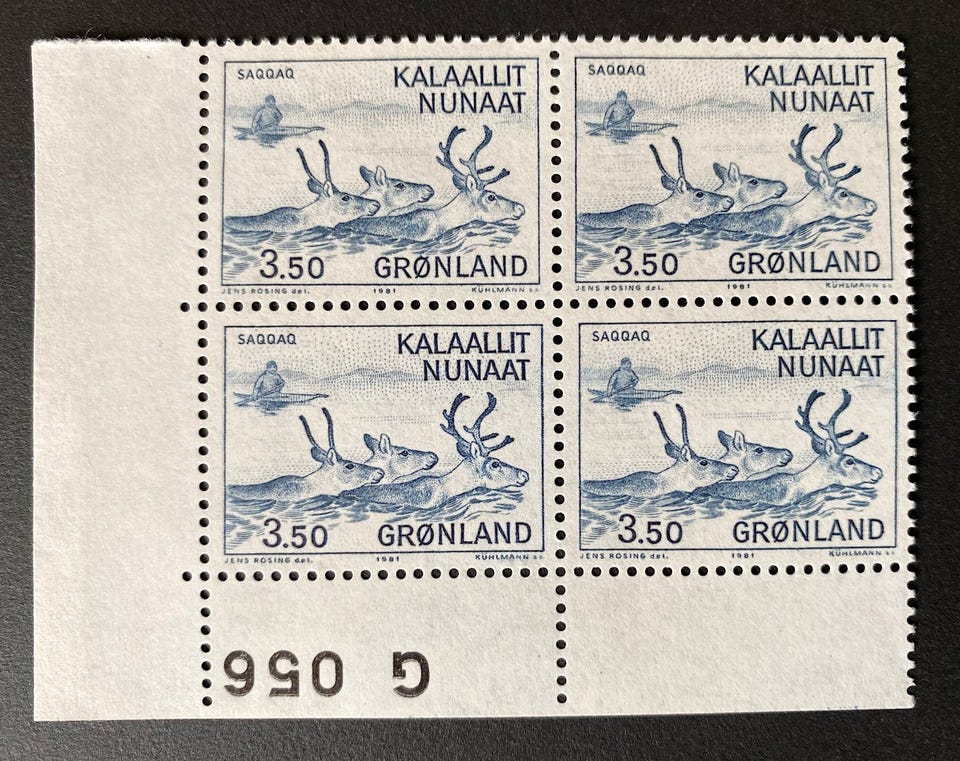 SAQQAQ
KALAALLIT
NUNAAT
3.50 GRØNLAND
JENS ROSING del. 1981 KÜHLMANN sc.
SAQQAQ
KALAALLIT
NUNAAT
3.50 GRØNLAND
JENS ROSING del. 1981 KÜHLMANN sc.
SAQQAQ
KALAALLIT
NUNAAT
3.50 GRØNLAND
JENS ROSING del. 1981 KÜHLMANN sc.
SAQQAQ
KALAALLIT
NUNAAT
3.50 GRØNLAND
JENS ROSING del. 1981 KÜHLMANN sc.
G 056